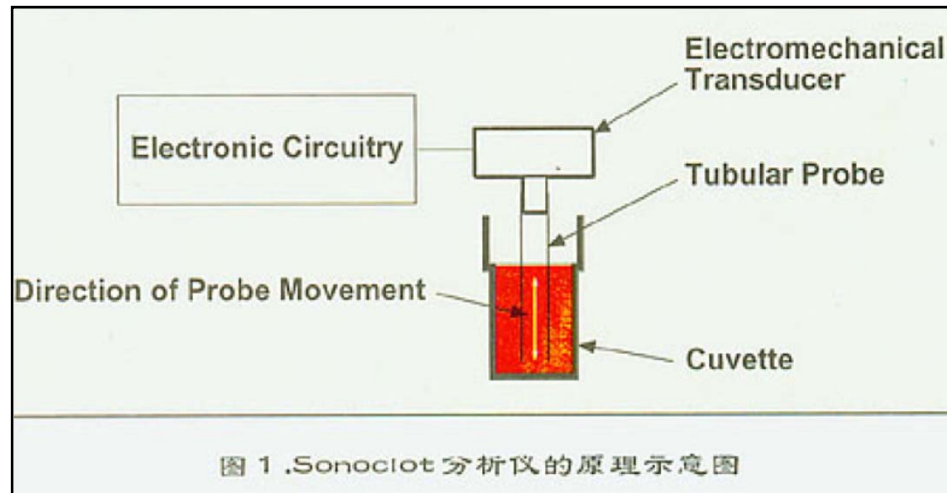 Electromechanical
Transducer
Electronic Circuitry
Tubular Probe
Direction of Probe Movement
Cuvette
图 1 .Sonoclot 分析仪的原理示意图